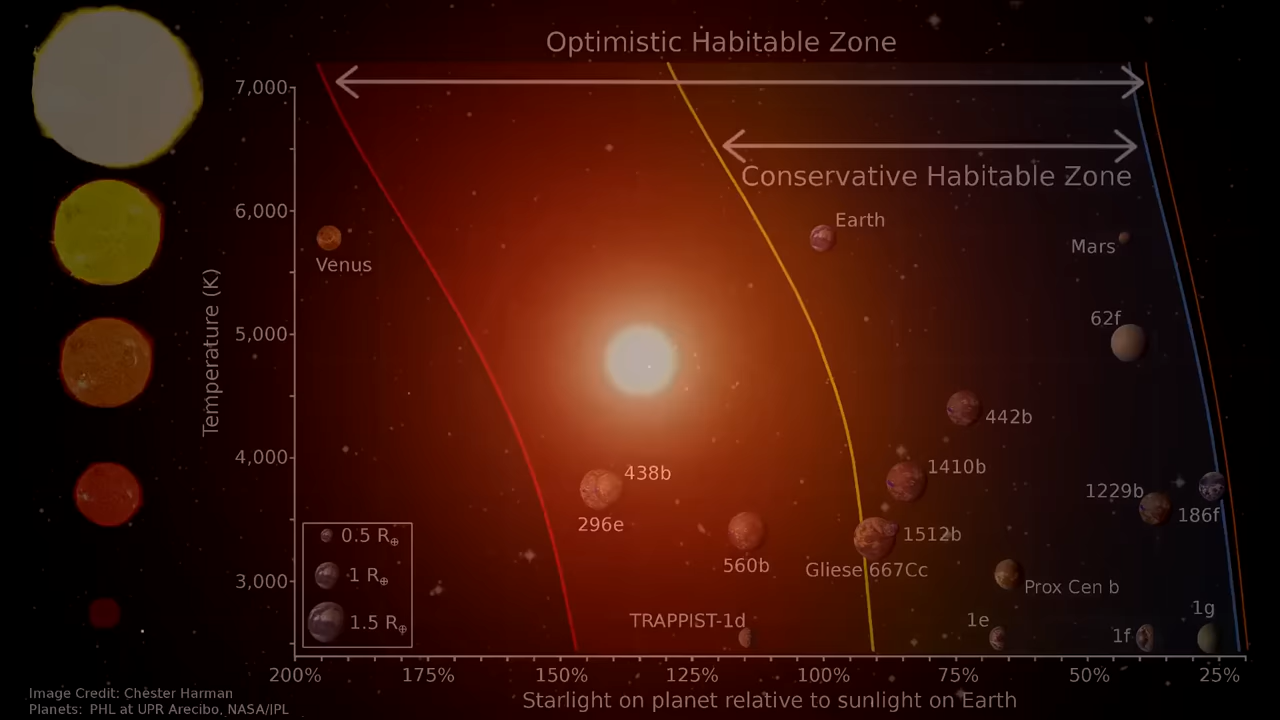 Optimistic Habitable Zone
7,000
Conservative Habitable Zone
6,000
Earth
Mars
Venus
62f
5,000
Temperature (K)
442b
4,000
438b
1410b
296e
1229b
186f
0.5 R⊕
1512b
560b
Gliese 667Cc
1 R⊕
3,000
Prox Cen b
1.5 R⊕
TRAPPIST-1d
1e
1f
1g
200%
175%
150%
125%
100%
75%
50%
25%
Starlight on planet relative to sunlight on Earth
Image Credit: Chester Harman
Planets: PHL at UPR Arecibo, NASA/JPL